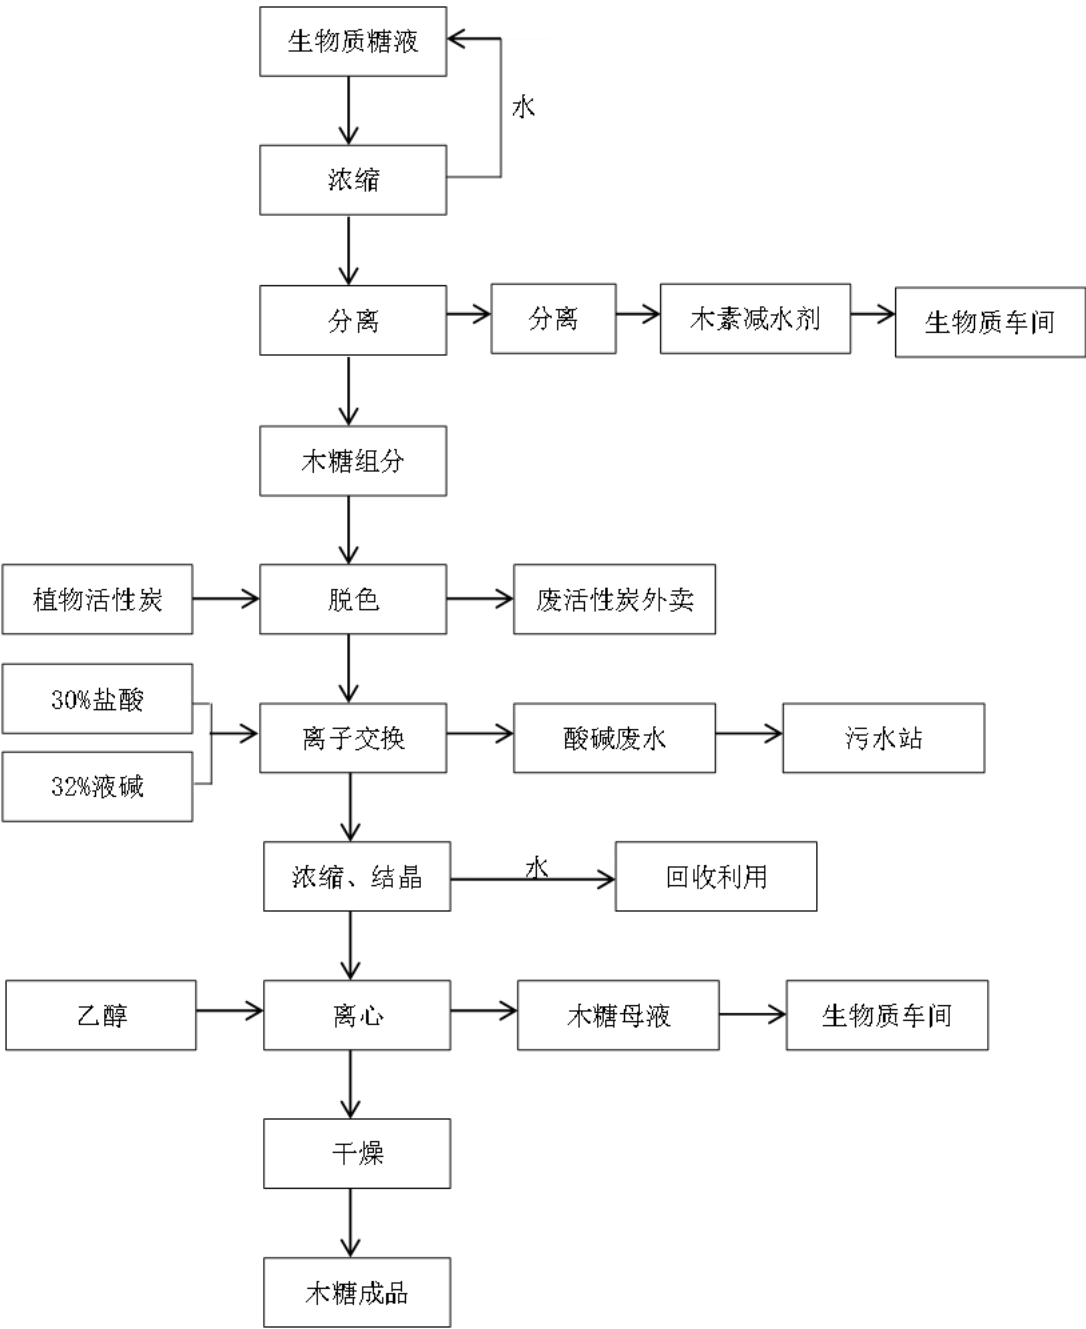 生物质糖液
水
浓缩
分离
分离
木素减水剂
生物质车间
木糖组分
植物活性炭
脱色
废活性炭外卖
30%盐酸
离子交换
酸碱废水
污水站
32%液碱
浓缩、结晶
水
回收利用
乙醇
离心
木糖母液
生物质车间
干燥
木糖成品